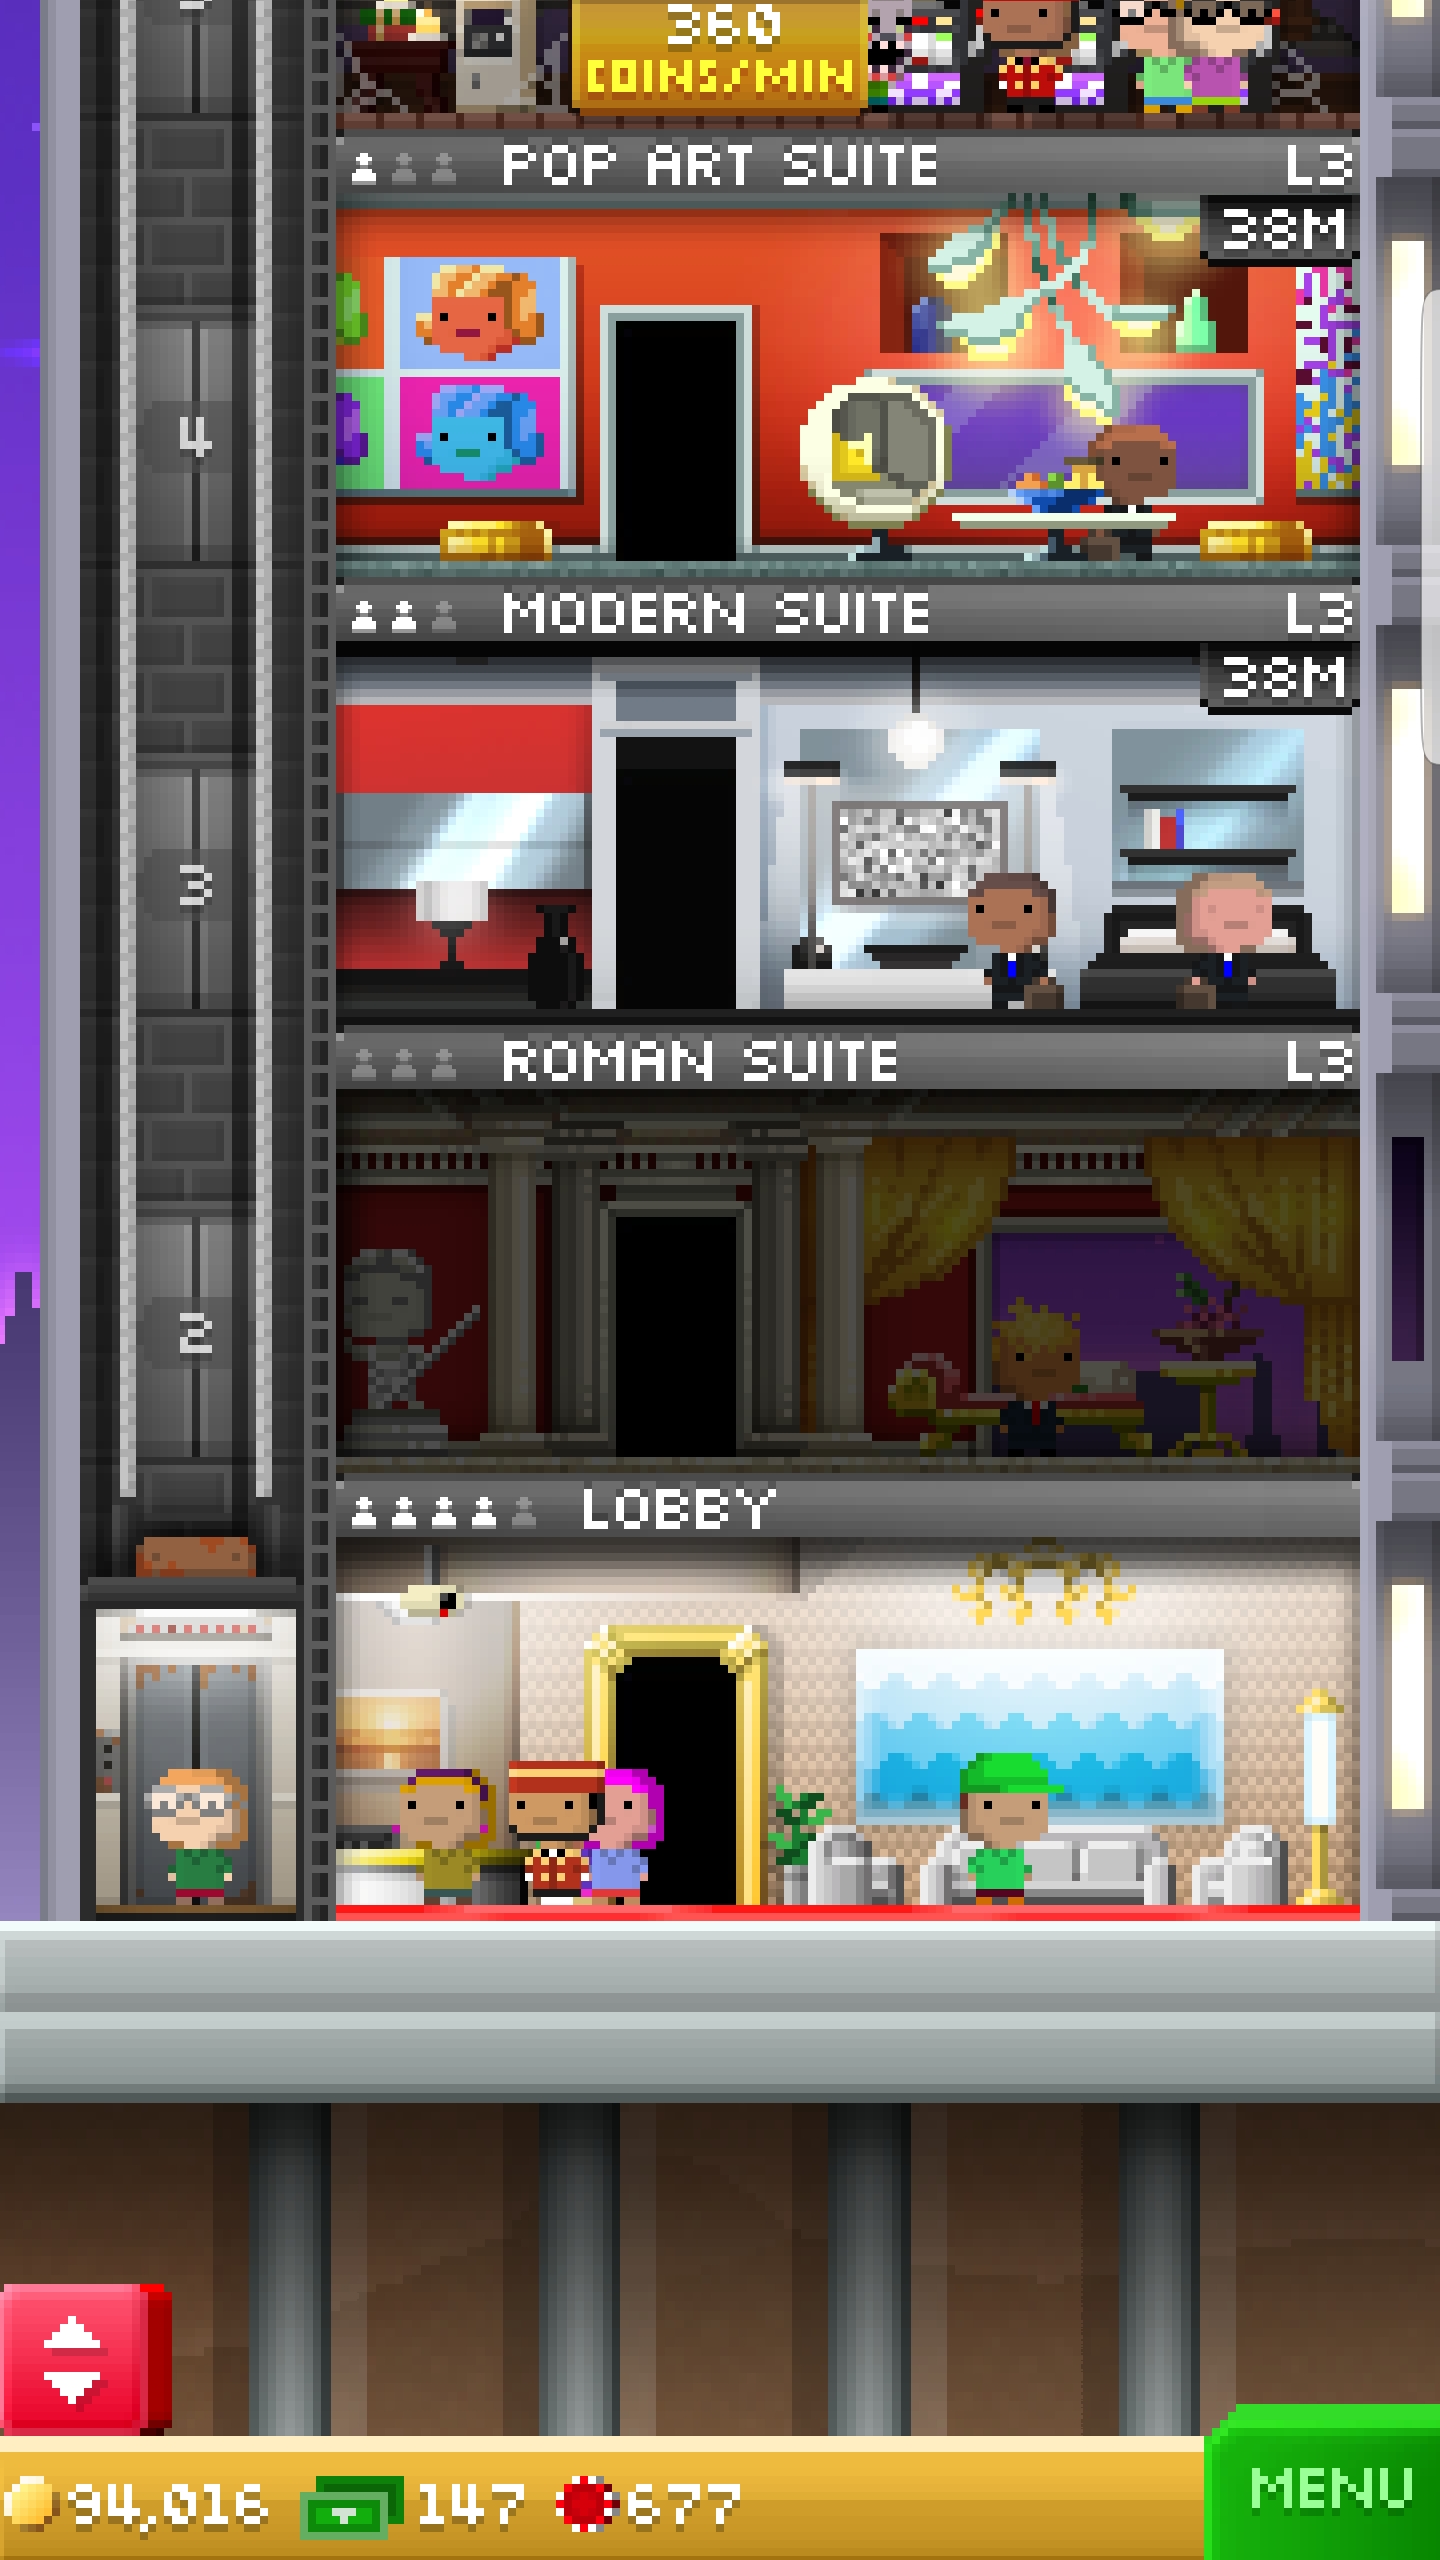 360
COINS/MIN
POP ART SUITE L3
38M
4
MODERN SUITE L3
38M
3
ROMAN SUITE L3
2
LOBBY
94,016 147 677
MENU